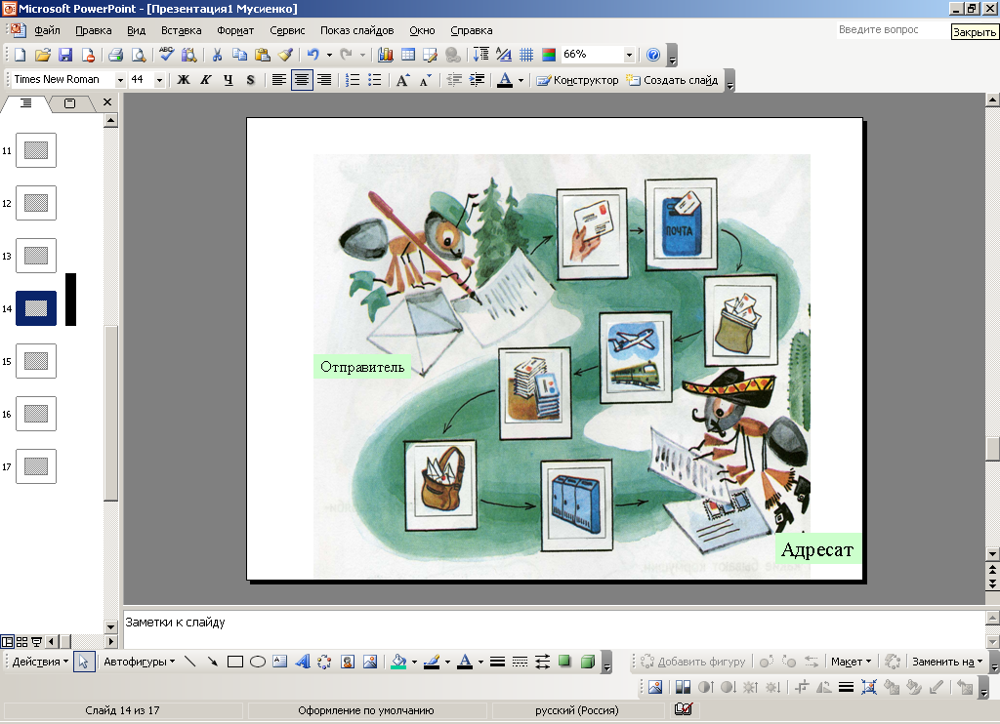 Microsoft PowerPoint - [Презентация1 Мусиенко]
Файл Правка Вид Вставка Формат Сервис Показ слайдов Окно Справка Введите вопрос
Закрыть
66%
Times New Roman 44 Ж К Ч S Конструктор Создать слайд
11
12
13
14
15
16
17
ПОЧТА
Отправитель
Адресат
Заметки к слайду
Действия Автофигуры Добавить фигуру Макет Заменить на
Слайд 14 из 17 Оформление по умолчанию русский (Россия)